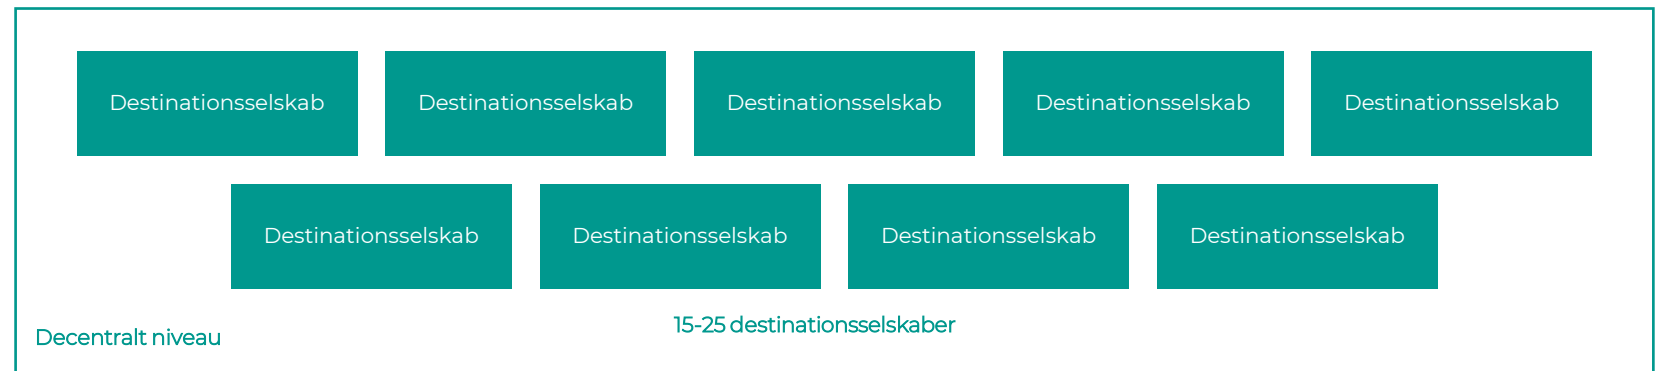 Destinationsselskab Destinationsselskab Destinationsselskab Destinationsselskab Destinationsselskab
Destinationsselskab Destinationsselskab Destinationsselskab Destinationsselskab
15-25 destinationsselskaber
Decentralt niveau